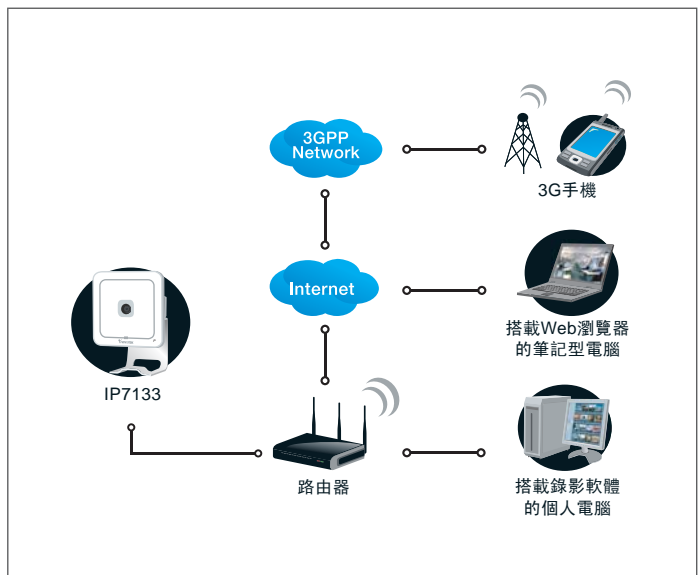 3GPP
Network
3G手機
Internet
搭載Web瀏覽器
的筆記型電腦
IP7133
路由器
搭載錄影軟體
的個人電腦